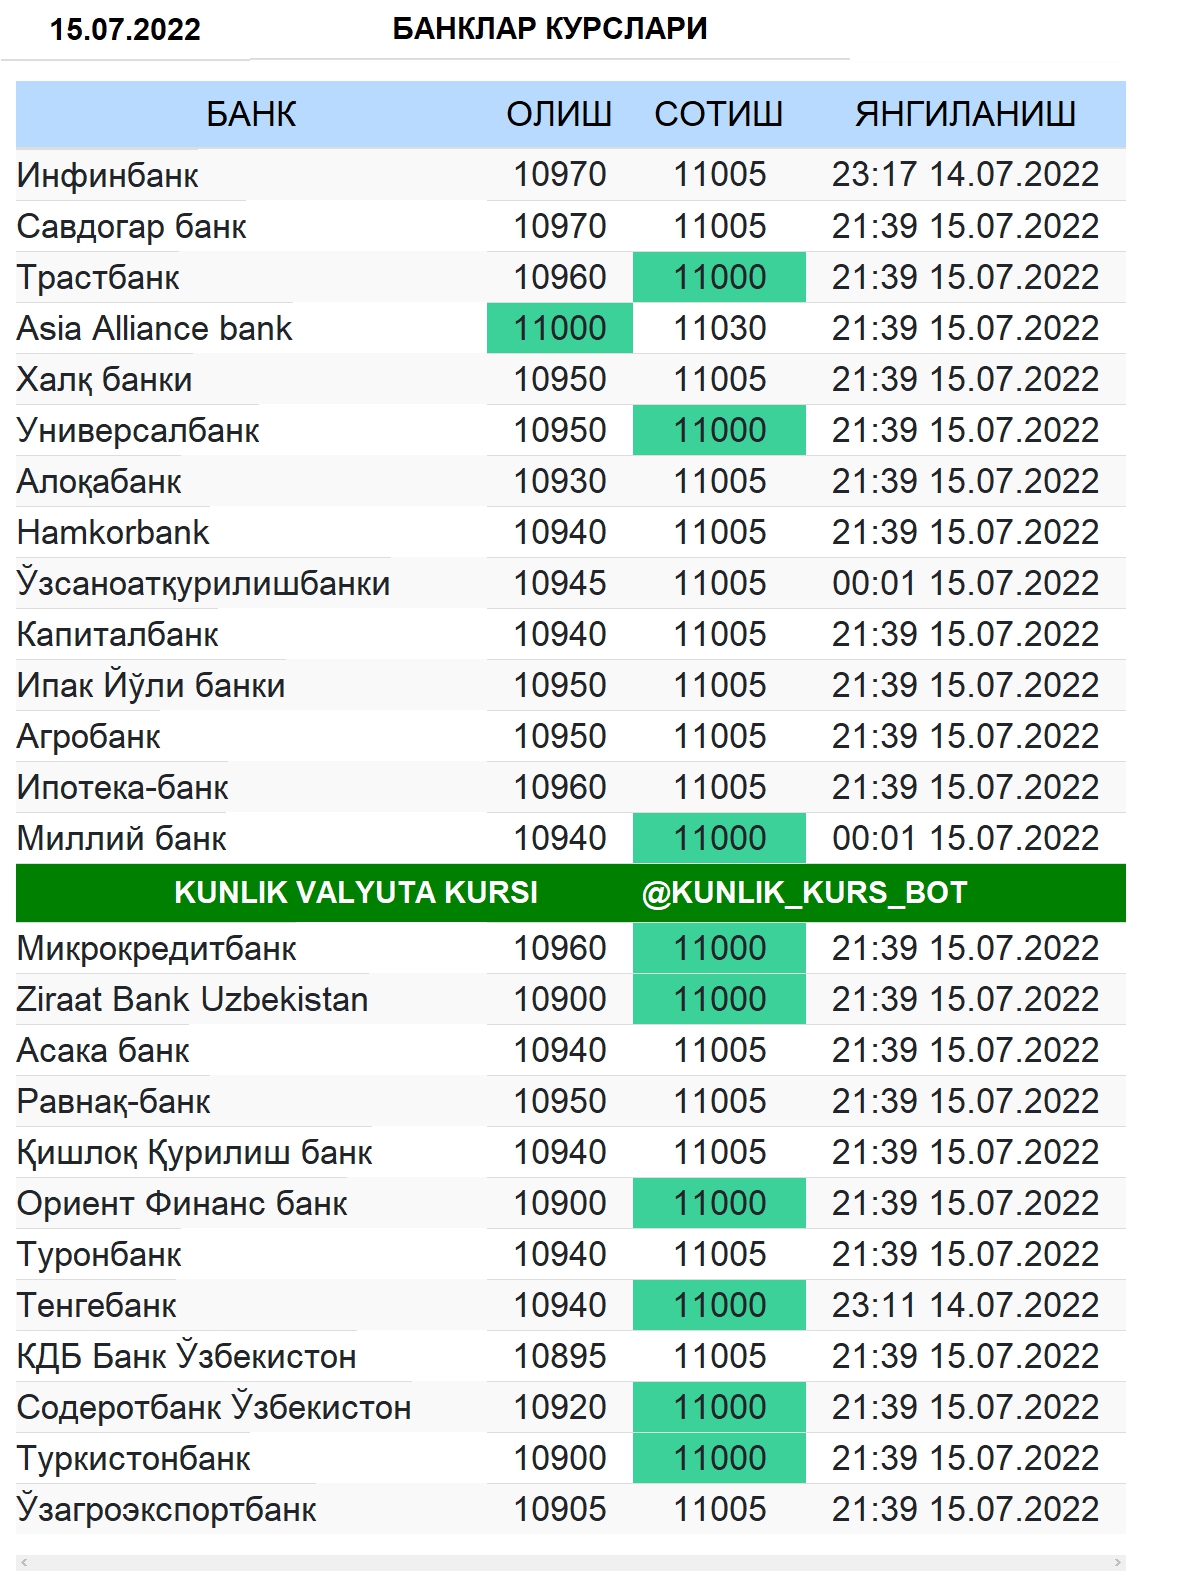 15.07.2022 БАНКЛАР КУРСЛАРИ
БАНК ОЛИШ СОТИШ ЯНГИЛАНИШ
Инфинбанк 10970 11005 23:17 14.07.2022
Савдогар банк 10970 11005 21:39 15.07.2022
Трастбанк 10960 11000 21:39 15.07.2022
Asia Alliance bank 11000 11030 21:39 15.07.2022
Халқ банки 10950 11005 21:39 15.07.2022
Универсалбанк 10950 11000 21:39 15.07.2022
Алоқабанк 10930 11005 21:39 15.07.2022
Hamkorbank 10940 11005 21:39 15.07.2022
Ўзсаноатқурилишбанки 10945 11005 00:01 15.07.2022
Капиталбанк 10940 11005 21:39 15.07.2022
Ипак Йўли банки 10950 11005 21:39 15.07.2022
Агробанк 10950 11005 21:39 15.07.2022
Ипотека-банк 10960 11005 21:39 15.07.2022
Миллий банк 10940 11000 00:01 15.07.2022
KUNLIK VALYUTA KURSI @KUNLIK_KURS_BOT
Микрокредитбанк 10960 11000 21:39 15.07.2022
Ziraat Bank Uzbekistan 10900 11000 21:39 15.07.2022
Асака банк 10940 11005 21:39 15.07.2022
Равнақ-банк 10950 11005 21:39 15.07.2022
Қишлоқ Қурилиш банк 10940 11005 21:39 15.07.2022
Ориент Финанс банк 10900 11000 21:39 15.07.2022
Туронбанк 10940 11005 21:39 15.07.2022
Тенгебанк 10940 11000 23:11 14.07.2022
КДБ Банк Ўзбекистон 10895 11005 21:39 15.07.2022
Содеротбанк Ўзбекистон 10920 11000 21:39 15.07.2022
Туркистонбанк 10900 11000 21:39 15.07.2022
Ўзагроэкспортбанк 10905 11005 21:39 15.07.2022